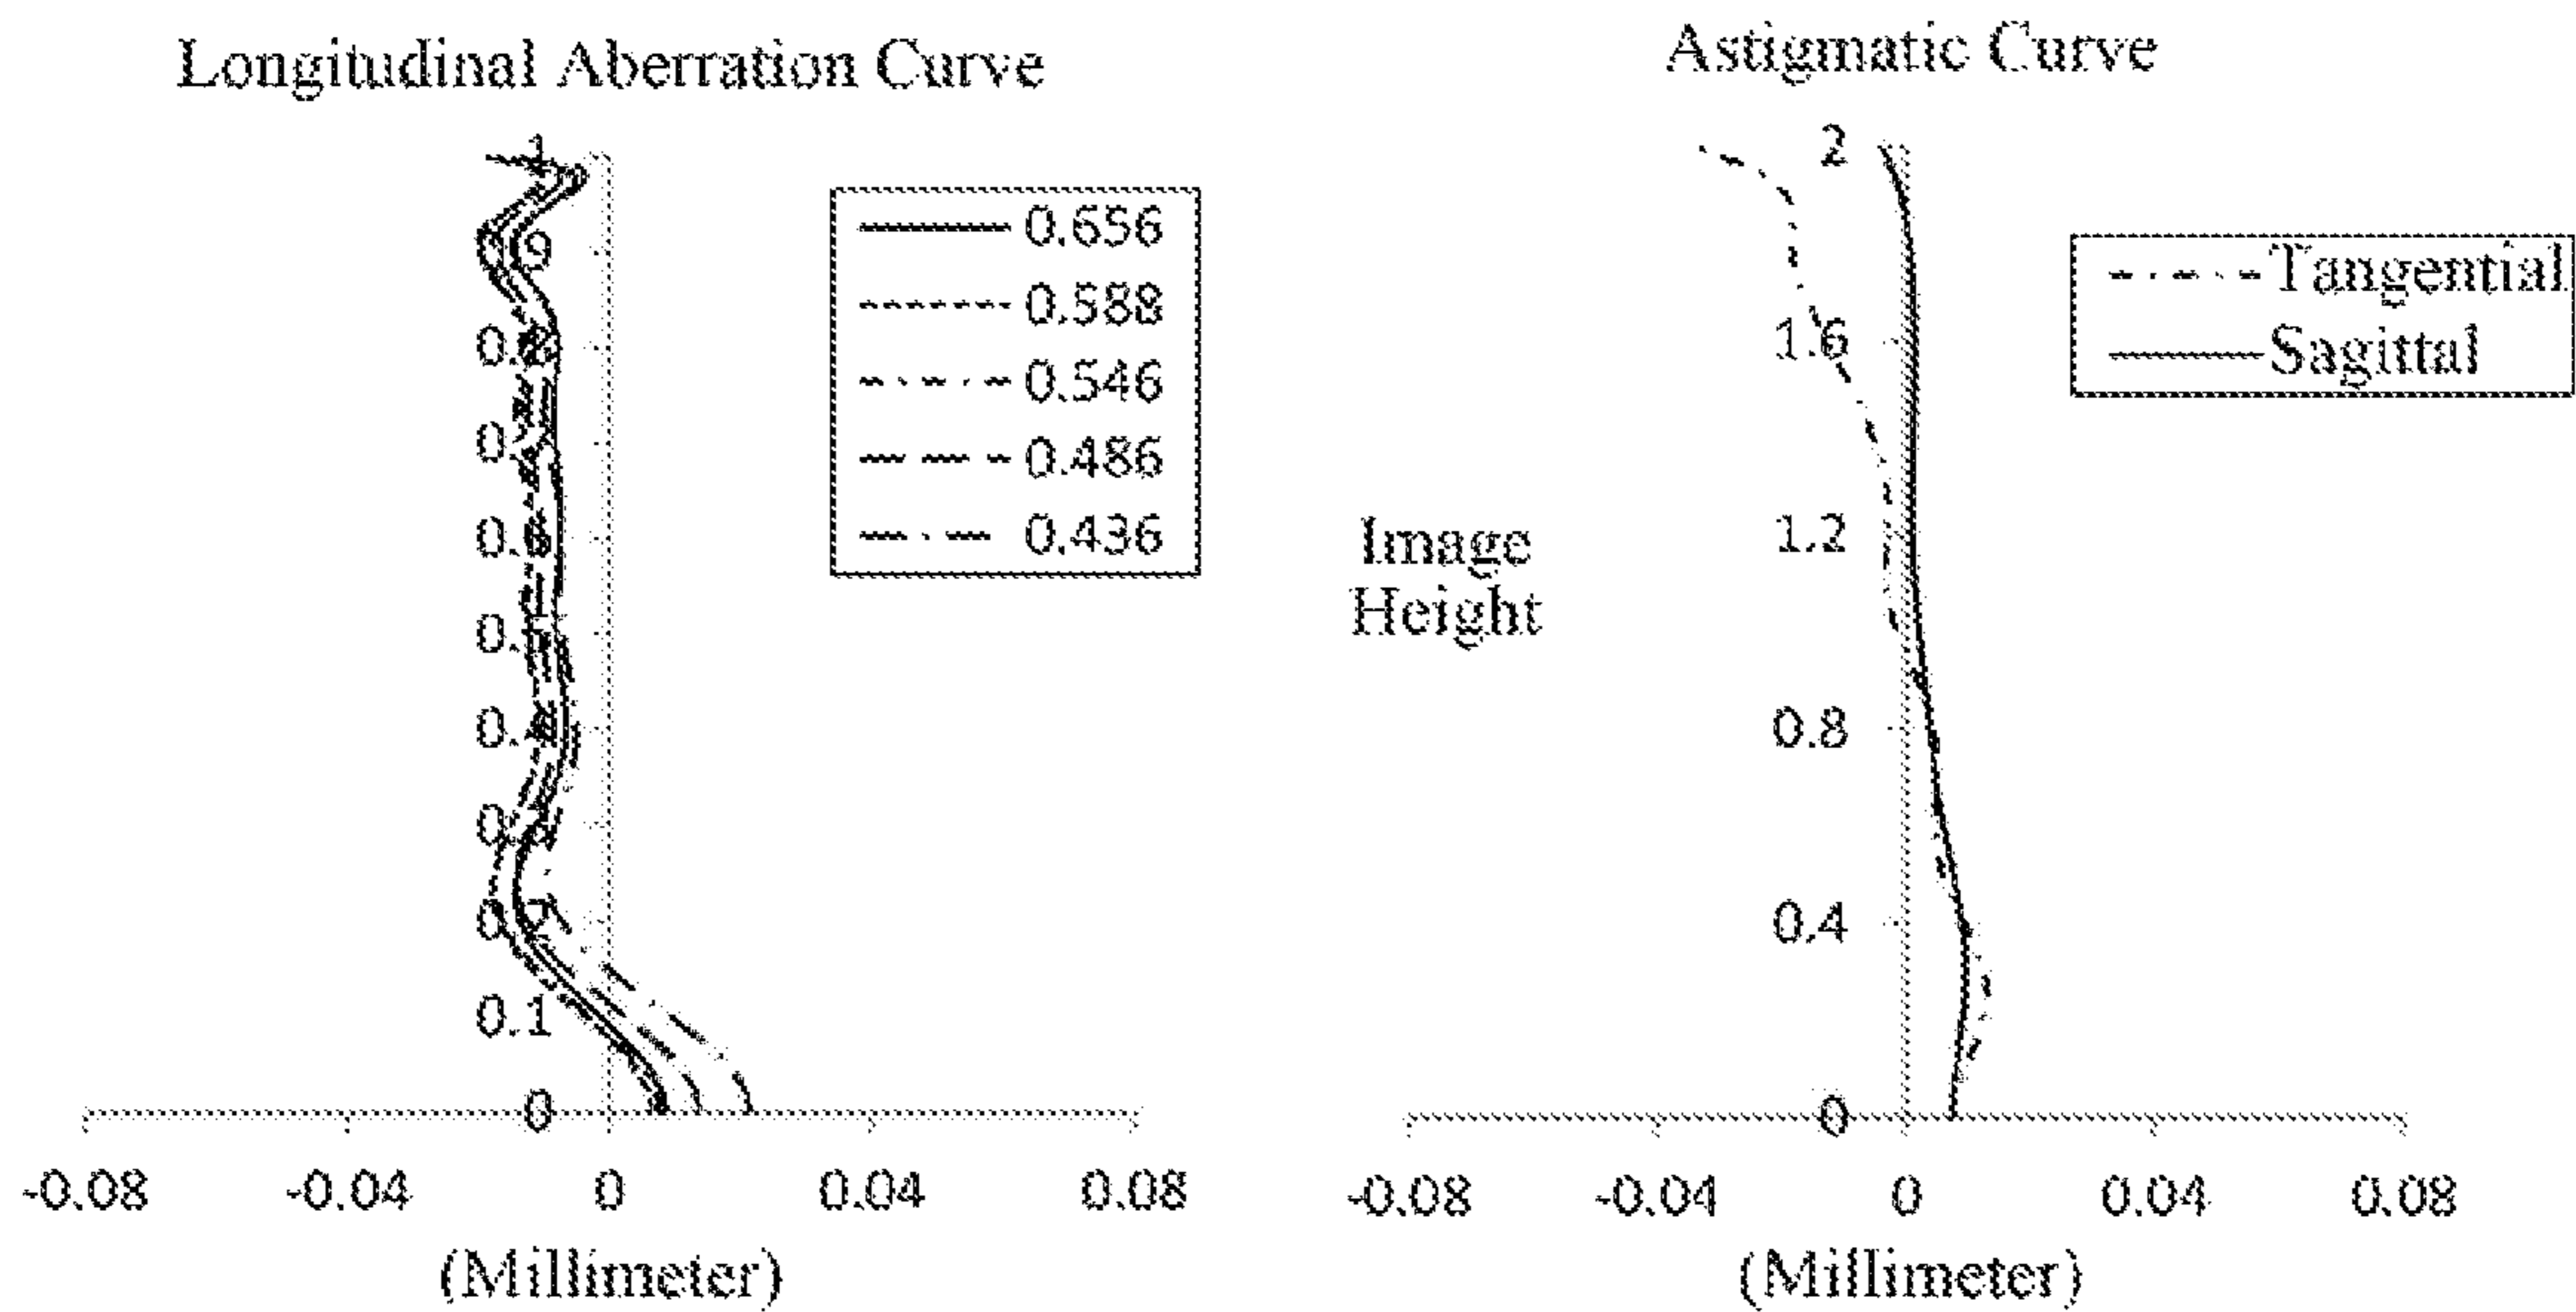 Longitudinal Aberration Curve
1
0.1
0
0.656
0.588
0.546
0.486
0.436
-0.08 -0.04 0 0.04 0.08
(Millimeter)
Astigmatic Curve
2
1.6
1.2
0.8
0.4
0
Image
Height
Tangential
Sagittal
-0.08 -0.04 0 0.04 0.08
(Millimeter)